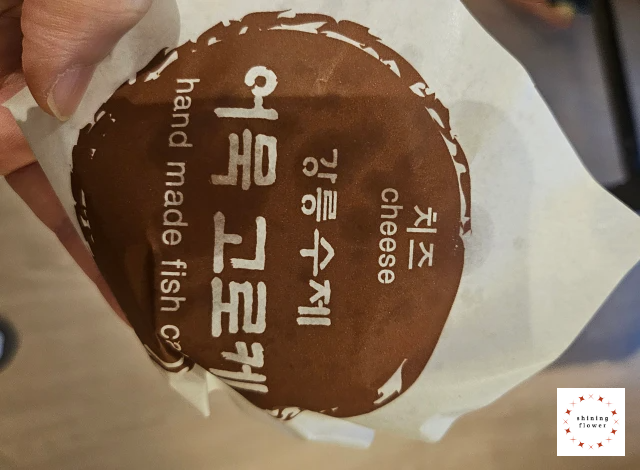 치즈
cheese
강릉수제
어묵 고로케
hand made fish
shining
flower